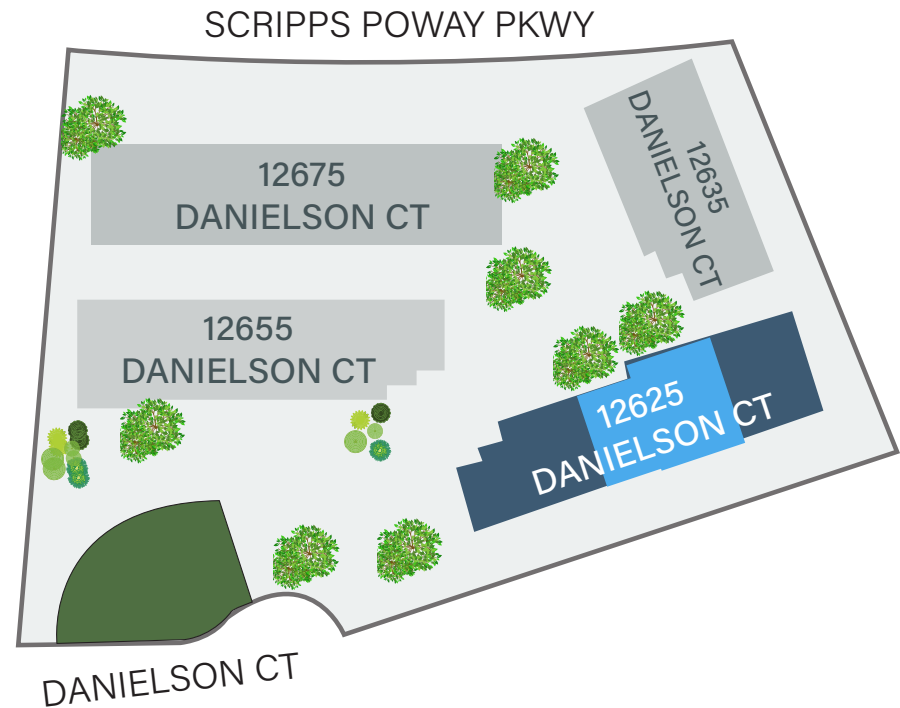 SCRIPPS POWAY PKWY
12675
DANIELSON CT
12635
DANIELSON CT
12655
DANIELSON CT
12625
DANIELSON CT
DANIELSON CT